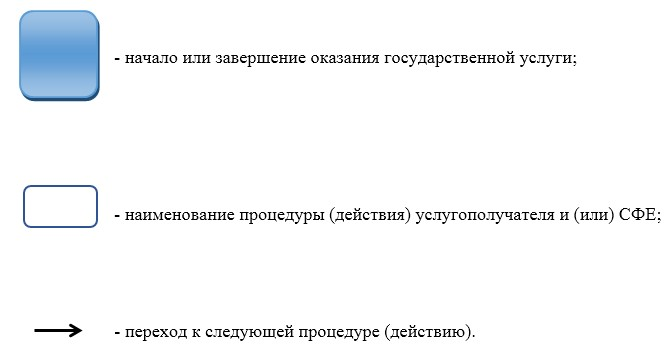 - начало или завершение оказания государственной услуги;
- наименование процедуры (действия) услугополучателя и (или) СФЕ;
- переход к следующей процедуре (действию).